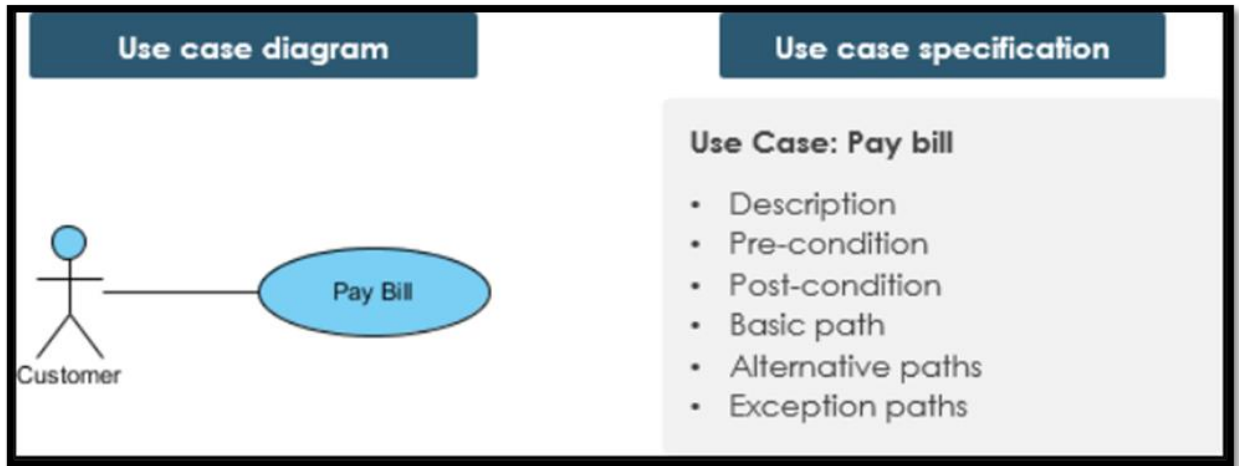 Use case diagram
Use case specification
Use Case: Pay bill
• Description
• Pre-condition
• Post-condition
• Basic path
• Alternative paths
• Exception paths
Pay Bill
Customer